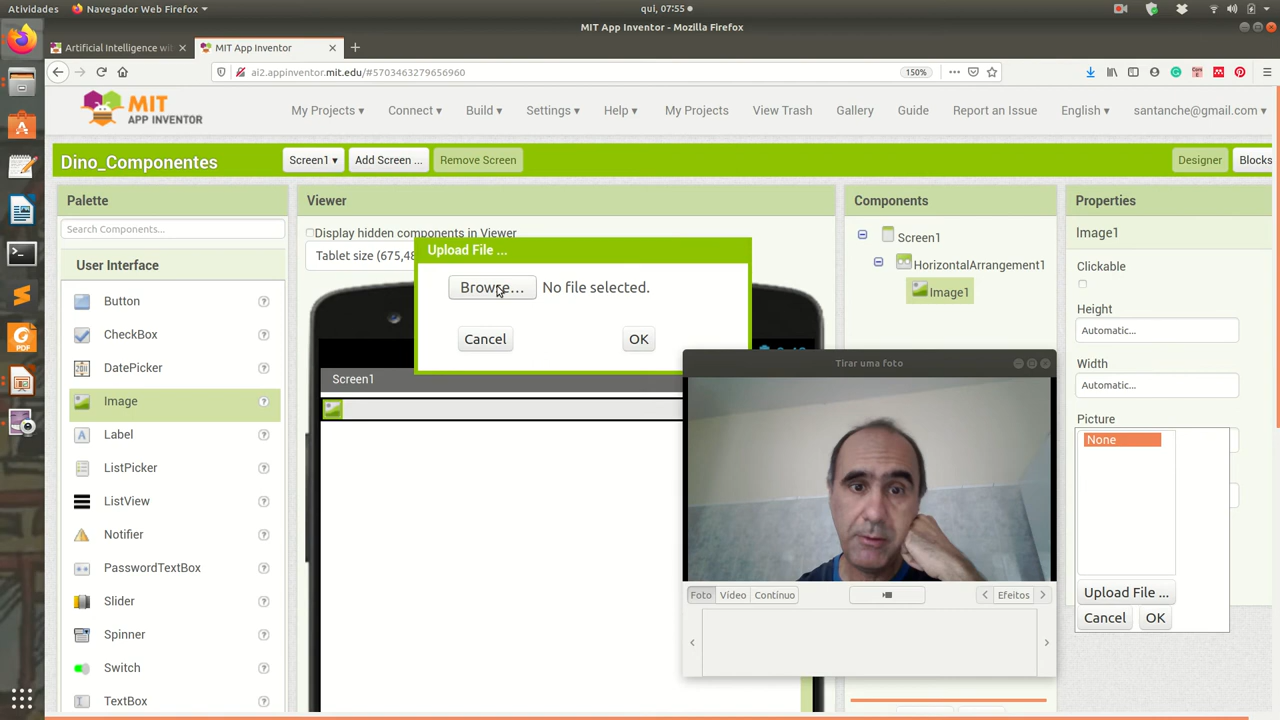 Atividades
Navegador Web Firefox
qui, 07:55
MIT App Inventor - Mozilla Firefox
Artificial Intelligence wi
MIT App Inventor
ai2.appinventor.mit.edu/#5703463279656960
150%
MIT
APP INVENTOR
My Projects
Connect
Build
Settings
Help
My Projects
View Trash
Gallery
Guide
Report an Issue
English
santanche@gmail.com
Dino_Componentes
Screen1
Add Screen ...
Remove Screen
Designer
Blocks
Palette
Viewer
Components
Properties
Search Components...
User Interface
Button
CheckBox
DatePicker
Image
Label
ListPicker
ListView
Notifier
PasswordTextBox
Slider
Spinner
Switch
TextBox
Display hidden components in Viewer
Tablet size (675,48
Upload File ...
Browse...
No file selected.
Cancel
OK
Screen1
Tirar uma foto
Foto
Vídeo
Contínuo
Efeitos
Screen1
HorizontalArrangement1
Image1
Image1
Clickable
Height
Automatic...
Width
Automatic...
Picture
None
Upload File ...
Cancel
OK